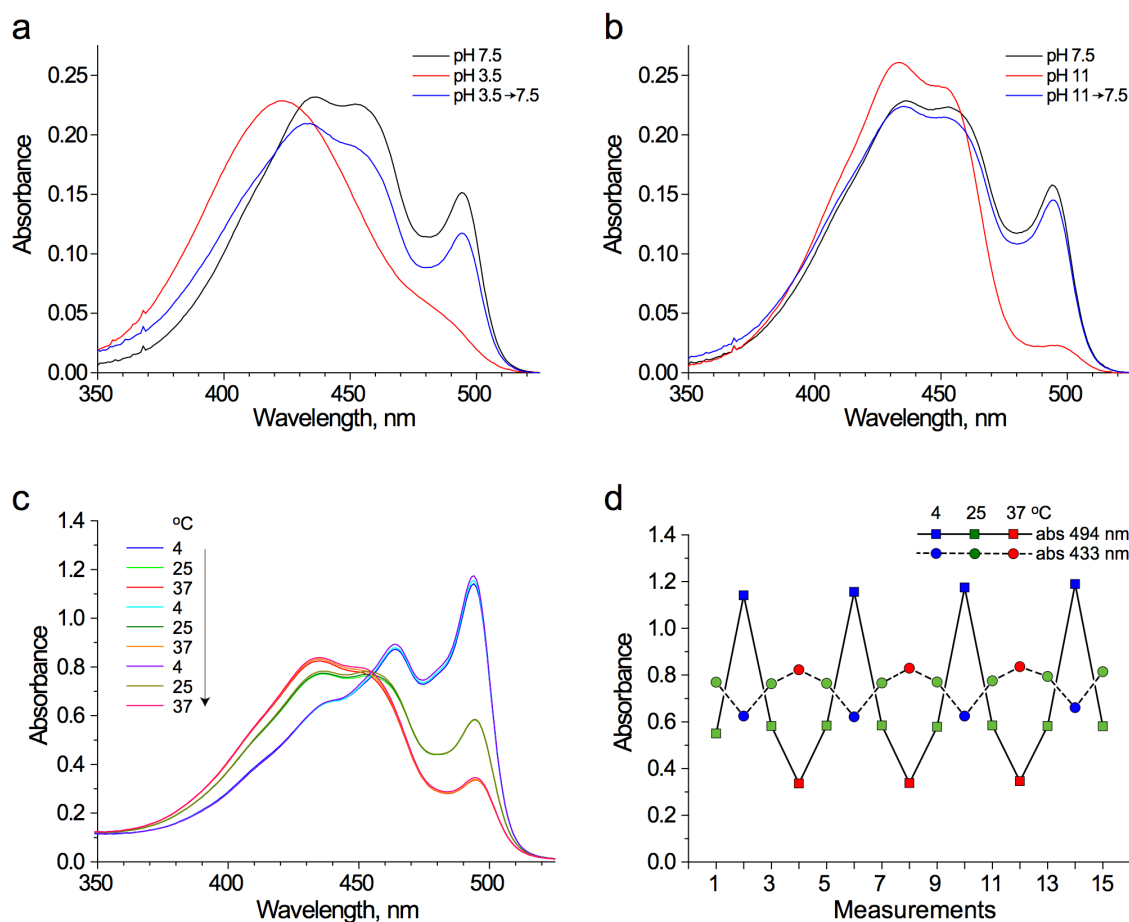 a
pH 7.5
pH 3.5
pH 3.5→7.5
0.25
0.20
0.15
0.10
0.05
0.00
Absorbance
350 400 450 500
Wavelength, nm
b
pH 7.5
pH 11
pH 11→7.5
0.25
0.20
0.15
0.10
0.05
0.00
Absorbance
350 400 450 500
Wavelength, nm
c
ºC
4
25
37
4
25
37
4
25
37
1.4
1.2
1.0
0.8
0.6
0.4
0.2
0.0
Absorbance
350 400 450 500
Wavelength, nm
d
4 25 37 ºC
abs 494 nm
abs 433 nm
1.4
1.2
1.0
0.8
0.6
0.4
0.2
0.0
Absorbance
1 3 5 7 9 11 13 15
Measurements